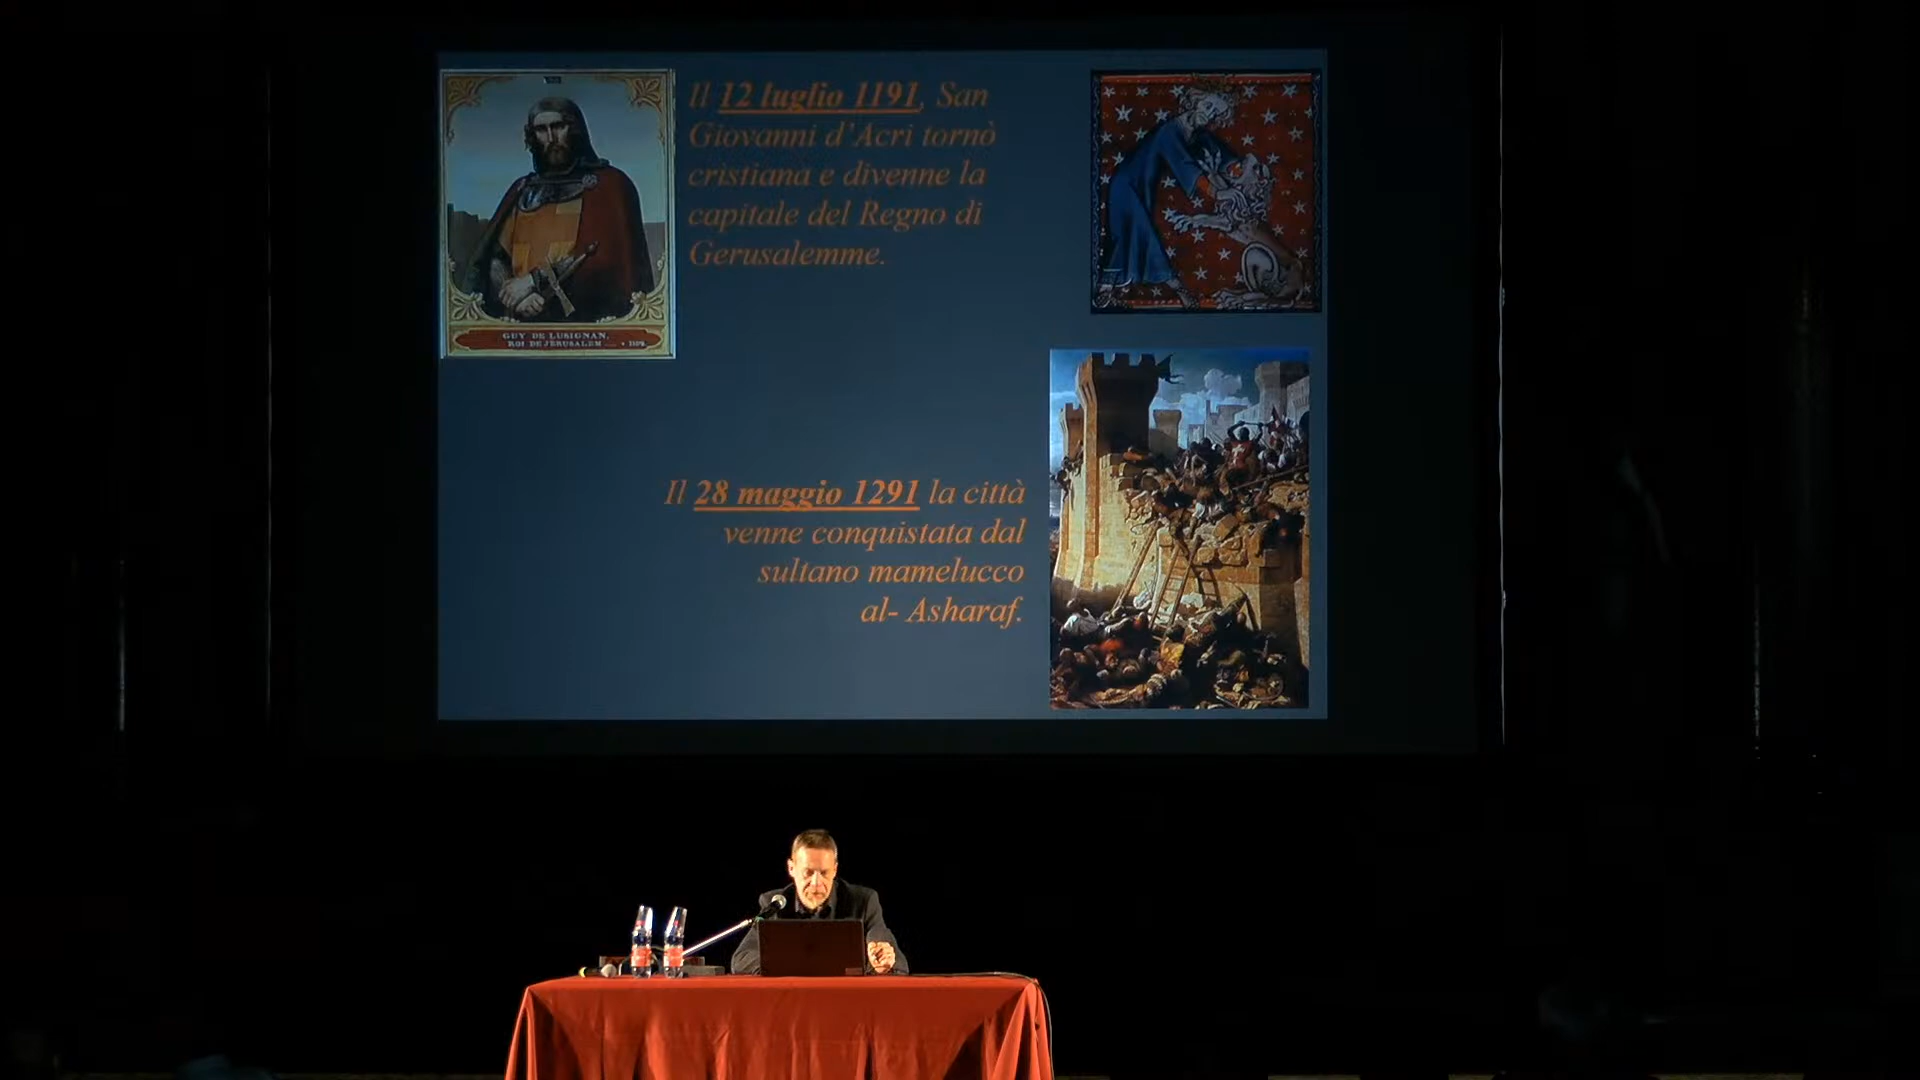 Il 12 luglio 1191, San
Giovanni d'Acri tornò
cristiana e divenne la
capitale del Regno di
Gerusalemme.
GUY DE LUSIGNAN,
ROI DE JERUSALEM
Il 28 maggio 1291 la città
venne conquistata dal
sultano mamelucco
al- Asharaf.